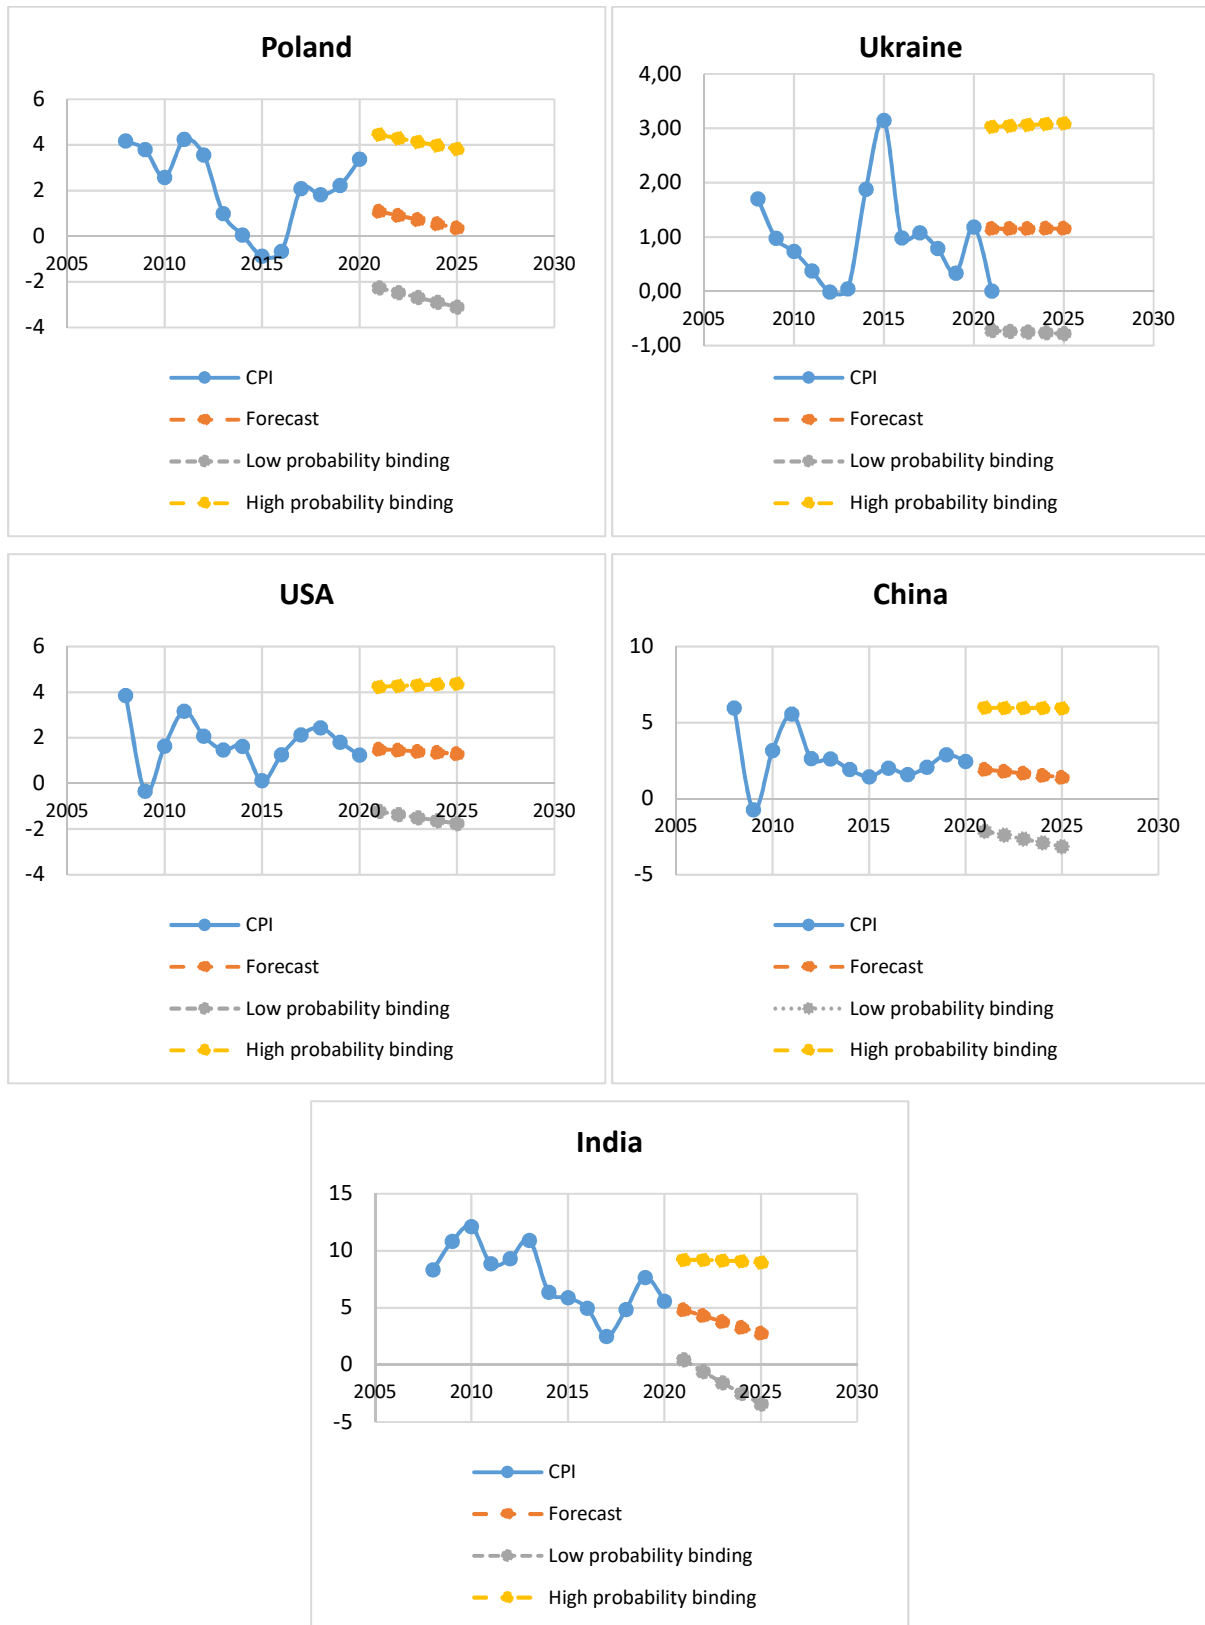 Poland
6
4
2
0
2005 2010 2015 2020 2025 2030
-2
-4
CPI
Forecast
Low probability binding
High probability binding
Ukraine
4,00
3,00
2,00
1,00
0,00
2005 2010 2015 2020 2025 2030
-1,00
CPI
Forecast
Low probability binding
High probability binding
USA
6
4
2
0
2005 2010 2015 2020 2025 2030
-2
-4
CPI
Forecast
Low probability binding
High probability binding
China
10
5
0
2005 2010 2015 2020 2025 2030
-5
CPI
Forecast
Low probability binding
High probability binding
India
15
10
5
0
2005 2010 2015 2020 2025 2030
-5
CPI
Forecast
Low probability binding
High probability binding